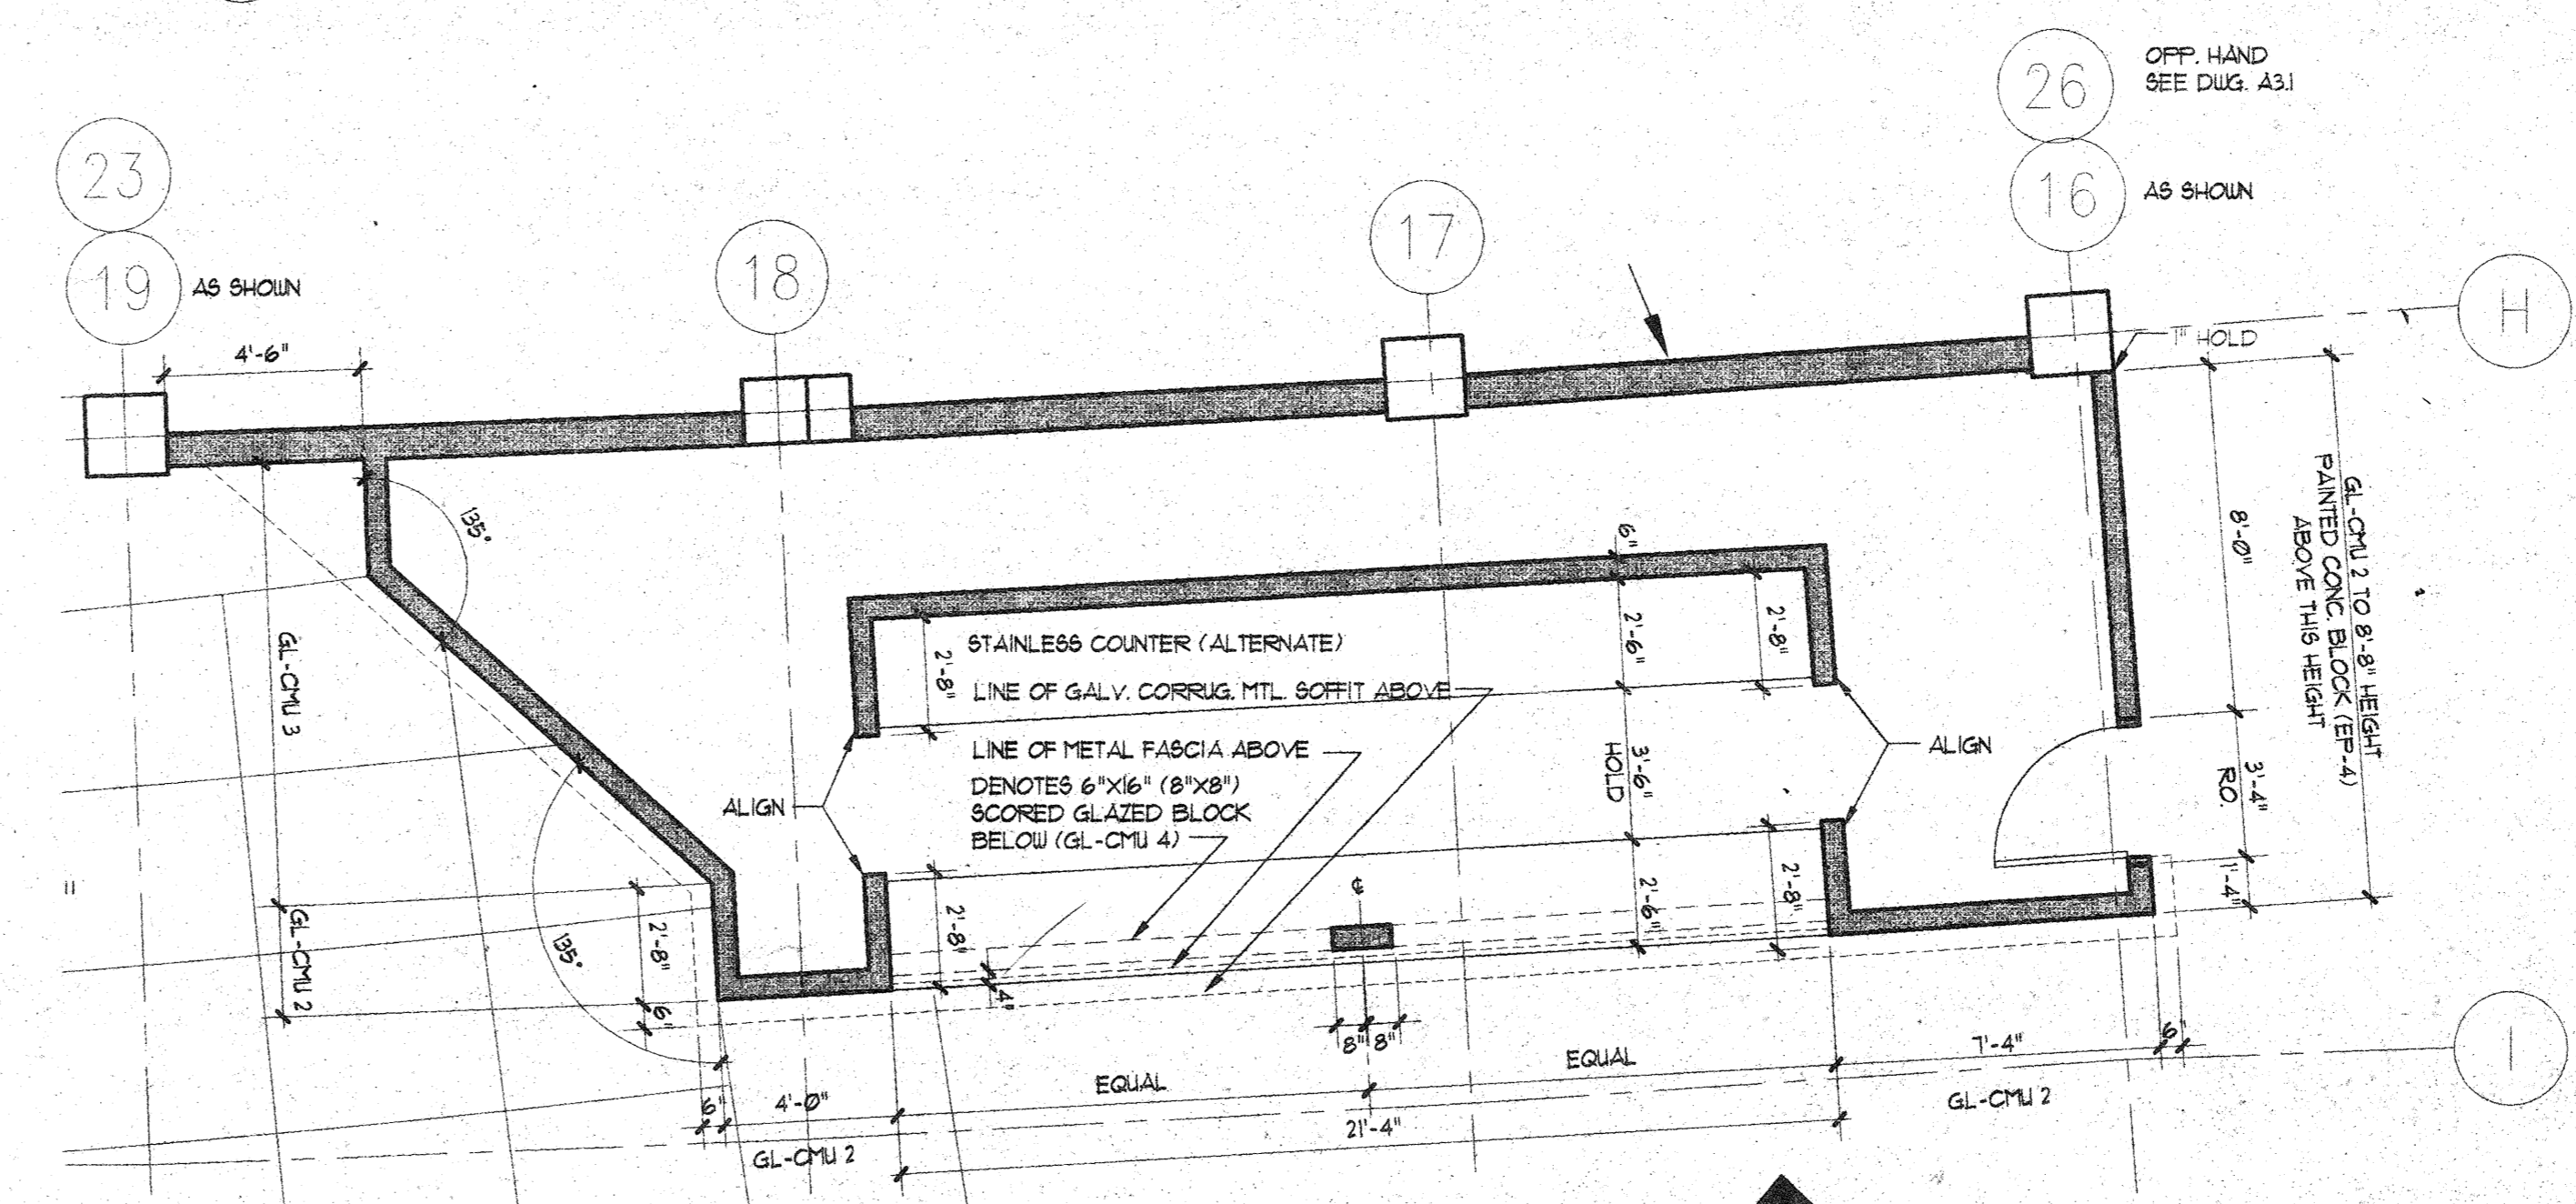 26
OPP. HAND
SEE DWG. A3.1
23
16
AS SHOWN
17
18
19
AS SHOWN
H
1" HOLD
4'-6"
135°
6"
8'-0"
GL-CMU 2 TO 8'-8" HEIGHT
PAINTED CONC. BLOCK (EP-4)
ABOVE THIS HEIGHT
2'-8"
STAINLESS COUNTER (ALTERNATE)
2'-6"
2'-8"
GL-CMU 3
LINE OF GALV. CORRUG. MTL. SOFFIT ABOVE
LINE OF METAL FASCIA ABOVE
DENOTES 6"X16" (8"X8")
SCORED GLAZED BLOCK
BELOW (GL-CMU 4)
3'-6"
HOLD
ALIGN
ALIGN
3'-4"
R.O.
=
1'-4"
GL-CMU 2
135°
2'-8"
6"
2'-8"
4"
℄
2'-6"
2'-8"
8"
8"
6"
4'-0"
EQUAL
EQUAL
7'-4"
6"
I
21'-4"
GL-CMU 2
GL-CMU 2